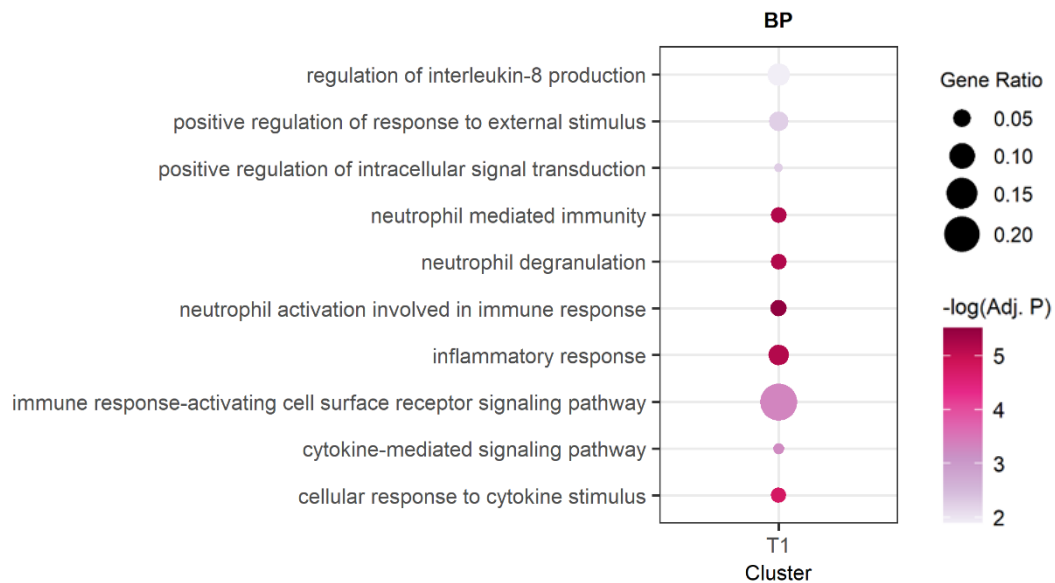 BP
regulation of interleukin-8 production
positive regulation of response to external stimulus
positive regulation of intracellular signal transduction
neutrophil mediated immunity
neutrophil degranulation
neutrophil activation involved in immune response
inflammatory response
immune response-activating cell surface receptor signaling pathway
cytokine-mediated signaling pathway
cellular response to cytokine stimulus
T1
Cluster
Gene Ratio
0.05
0.10
0.15
0.20
-log(Adj. P)
5
4
3
2